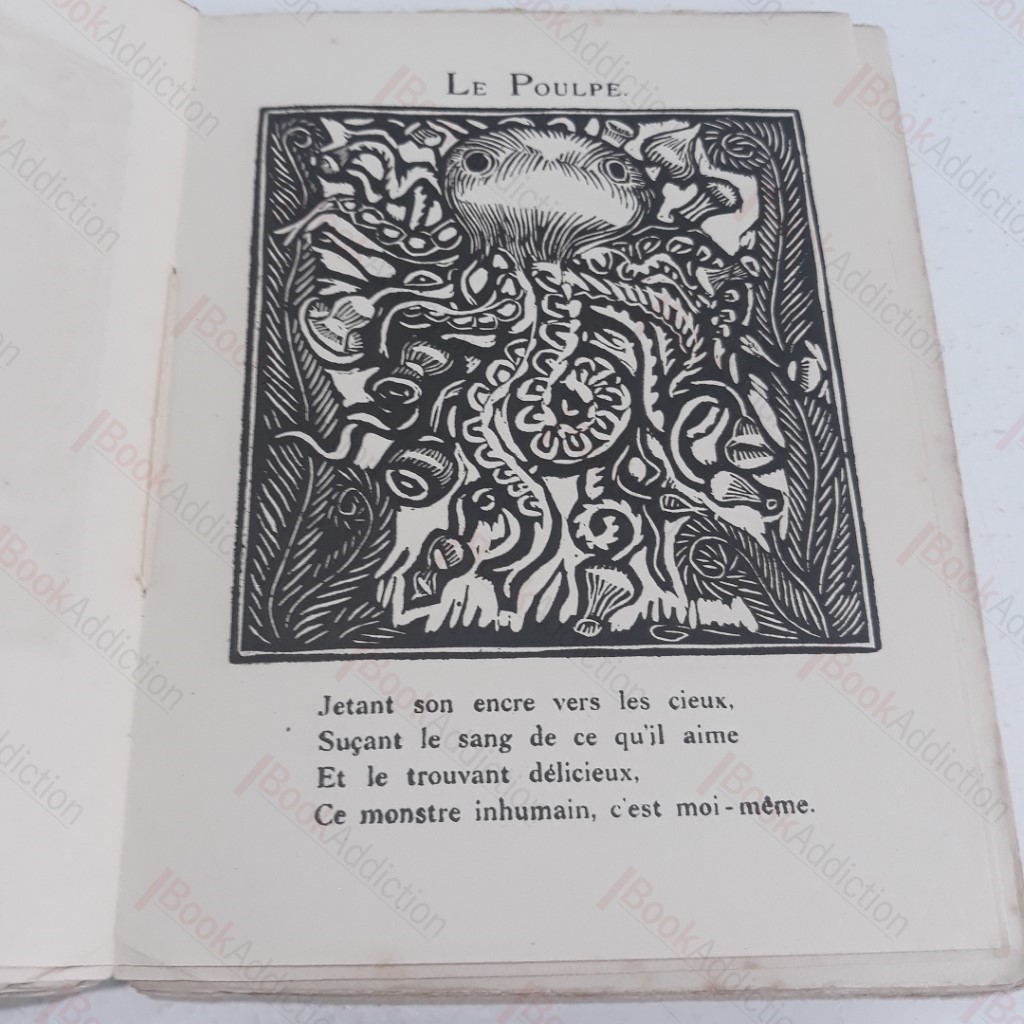 Le Poulpe.
Jetant son encre vers les cieux,
Suçant le sang de ce qu'il aime
Et le trouvant délicieux,
Ce monstre inhumain, c'est moi-même.
BookAddiction